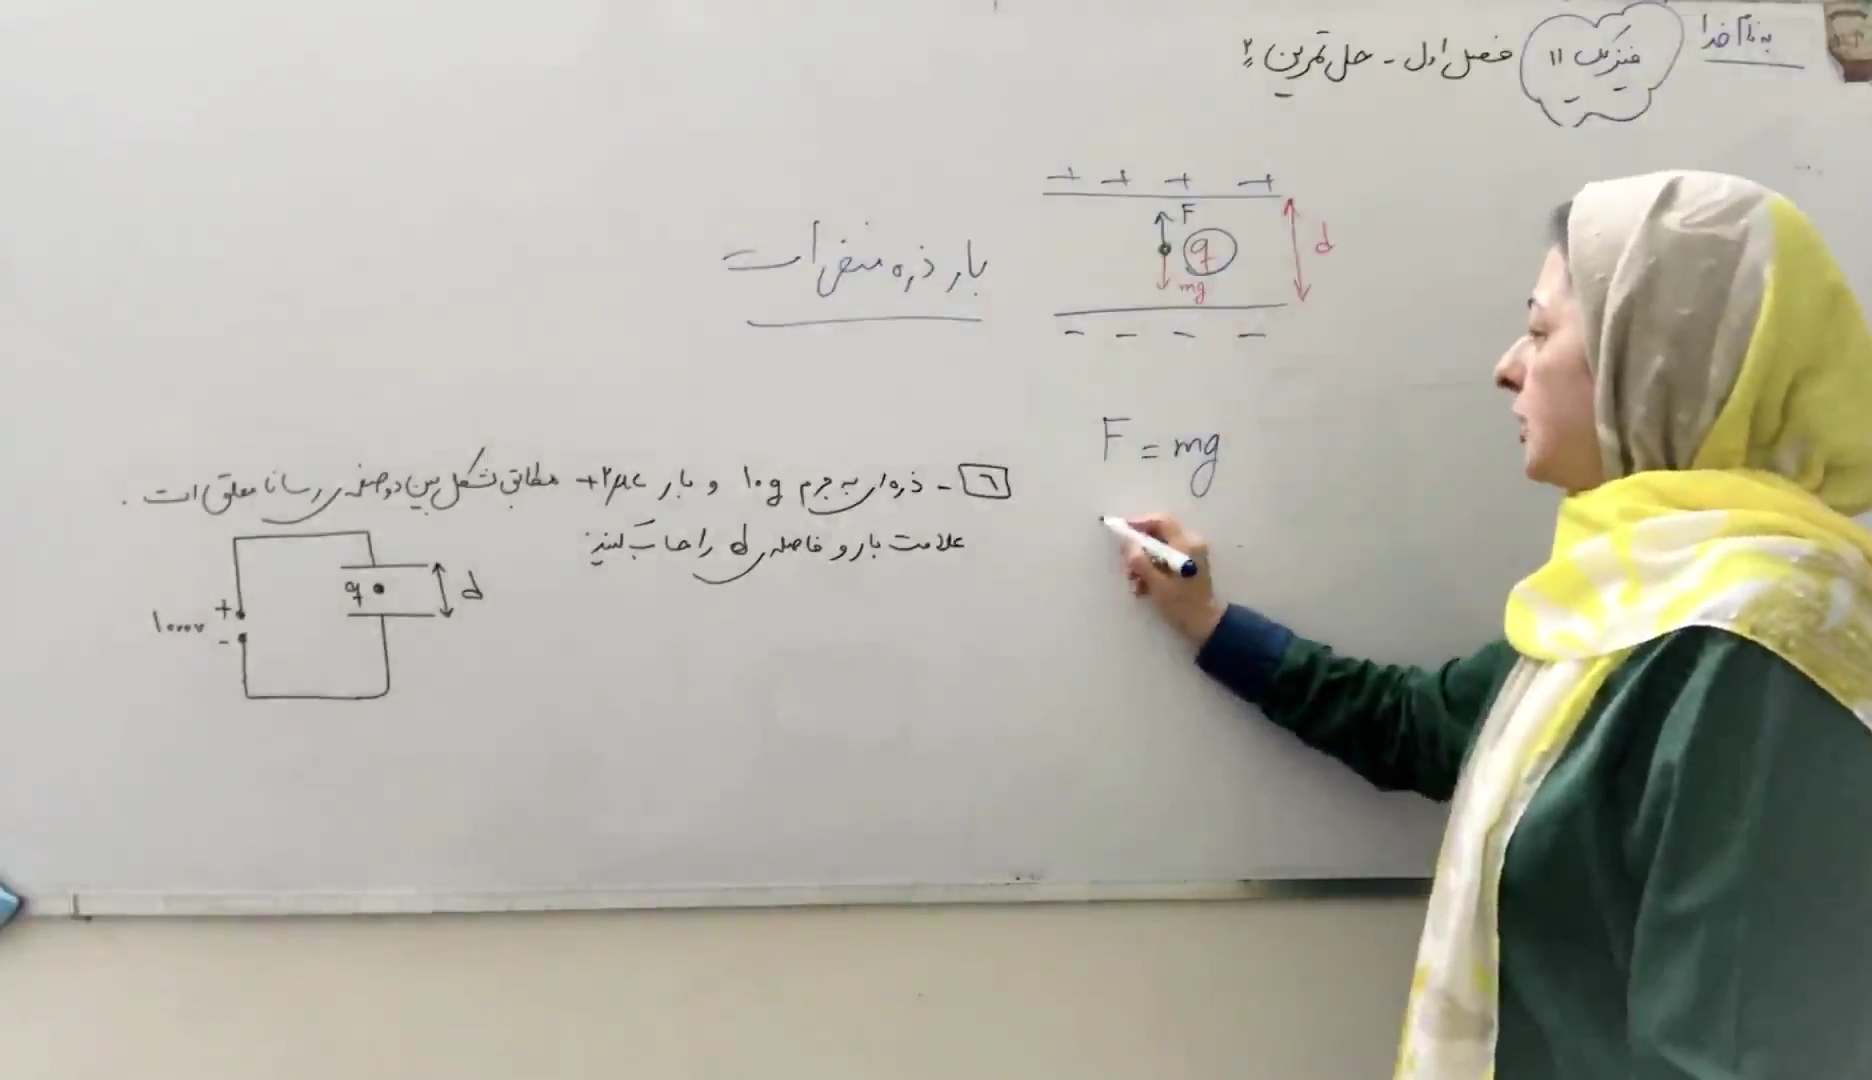 به نام خدا
فیزیک ۱۱ فصل اول - حل تمرین ۲
+ + + +
F
q
mg
d
- - - -
بار ذره منفی است
F = mg
۶ - ذره‌ای به جرم ۱۰g و بار +۲μc مطابق شکل بین دو صفحه‌ی رسانا معلق است.
علامت بار و فاصله‌ی d را حساب کنید
+
-
۱۰۰۰v
q
d